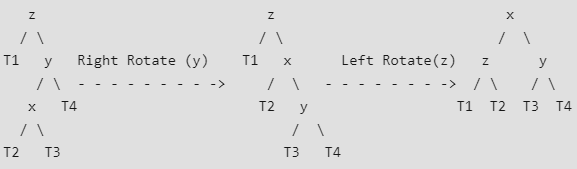 z z x
/ \ / \ / \
T1 y Right Rotate (y) T1 x Left Rotate(z) z y
/ \ - - - - - - - - -> / \ - - - - - - - -> / \ / \
x T4 T2 y T1 T2 T3 T4
/ \ / \
T2 T3 T3 T4